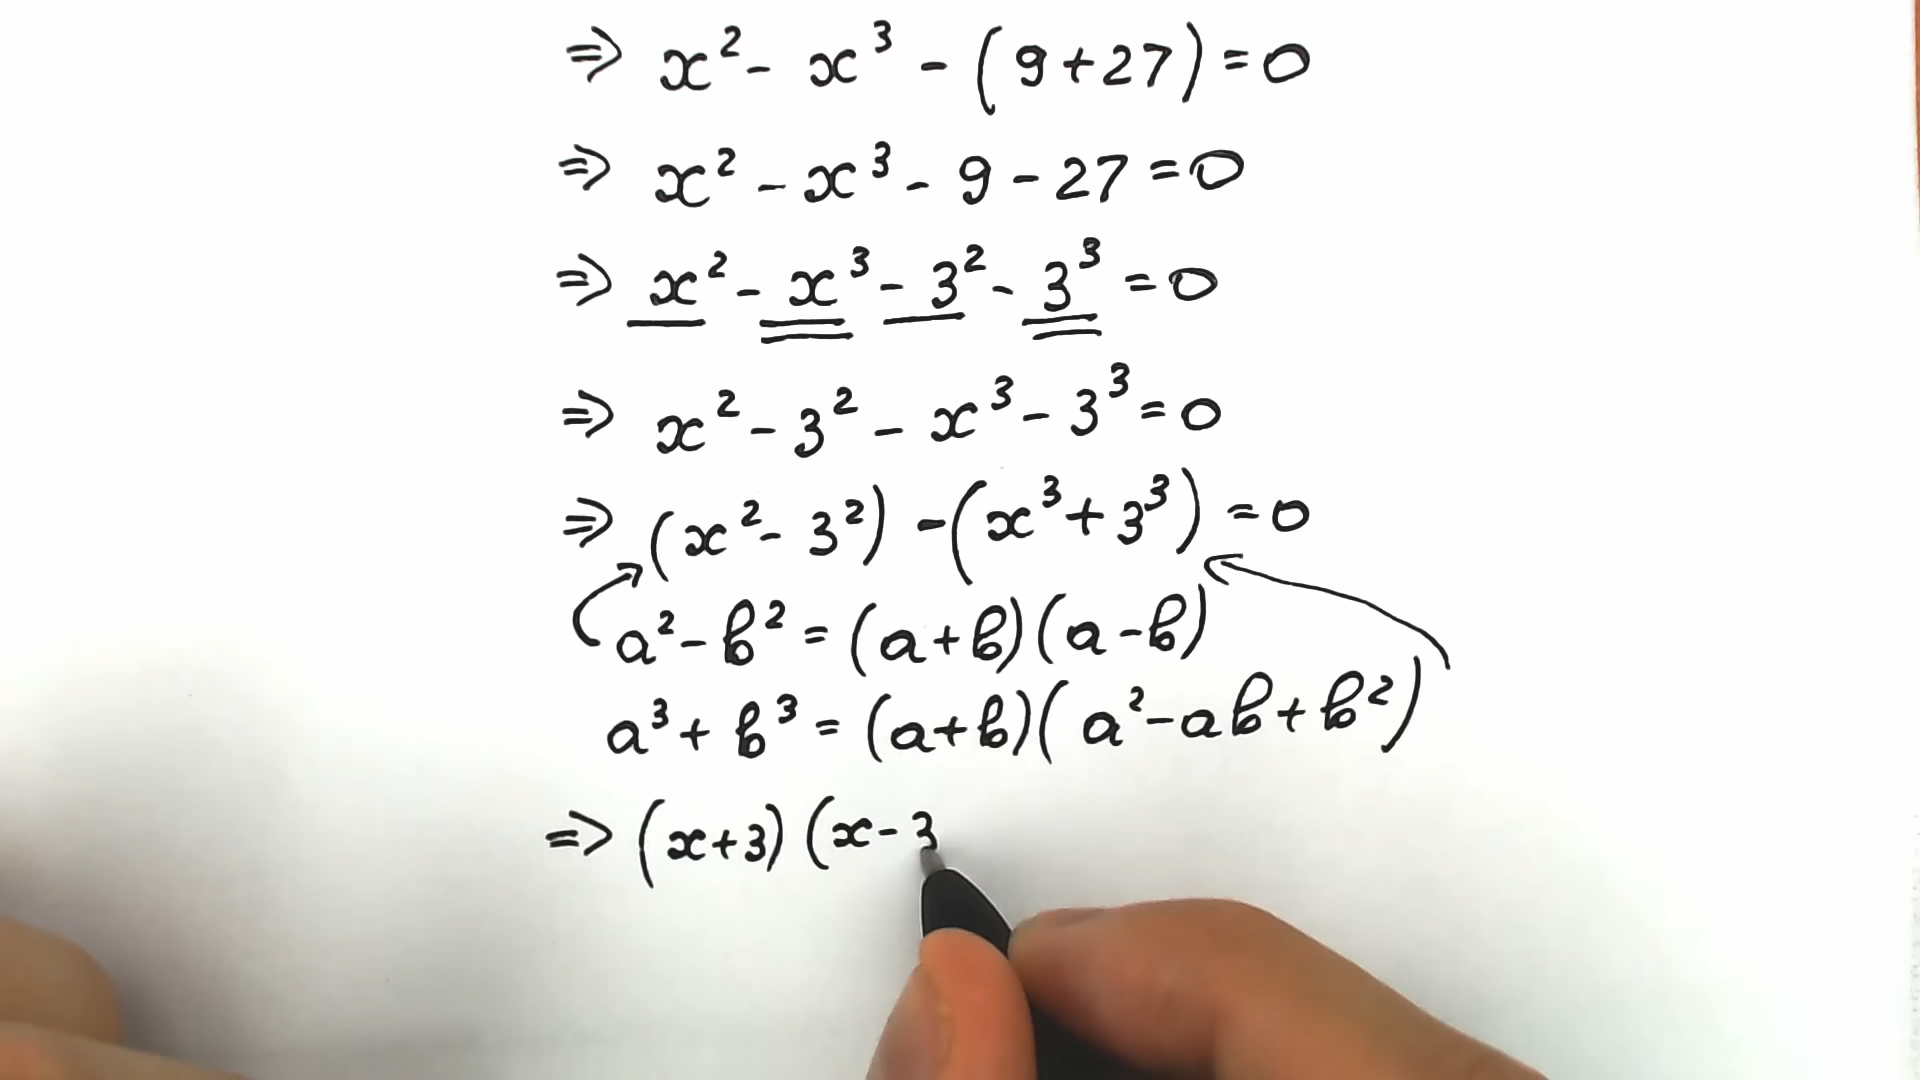 ⇒ x² - x³ - (9+27) = 0
⇒ x² - x³ - 9 - 27 = 0
⇒ x² - x³ - 3² - 3³ = 0
⇒ x² - 3² - x³ - 3³ = 0
⇒ (x² - 3²) - (x³ + 3³) = 0
a² - b² = (a+b)(a-b)
a³ + b³ = (a+b)(a² - ab + b²)
⇒ (x+3) (x-3